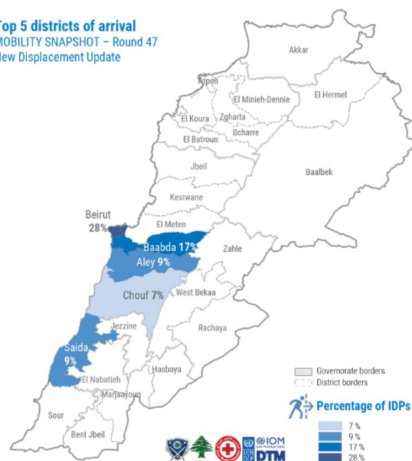 Top 5 districts of arrival
MOBILITY SNAPSHOT – Round 47
New Displacement Update
Akkar
Tripoli
El Minieh-Dennie
El Hermel
Zgharta
El Koura
Bcharre
El Batroun
Jbeil
Baalbek
Kesrwane
Beirut
28%
El Meten
Baabda 17%
Zahle
Aley 9%
Chouf 7%
West Bekaa
Jezzine
Rachaya
Saida
9%
Hasbaya
El Nabatieh
Marjaayoun
Sour
Bent Jbeil
Governorate borders
District borders
Percentage of IDPs
7%
9%
17%
28%
IOM
DTM